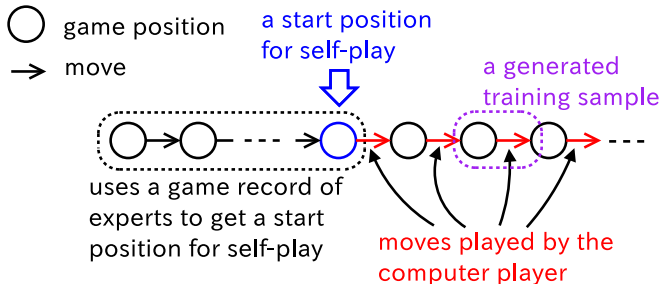 game position
move
a start position
for self-play
a generated
training sample
uses a game record of
experts to get a start
position for self-play
moves played by the
computer player